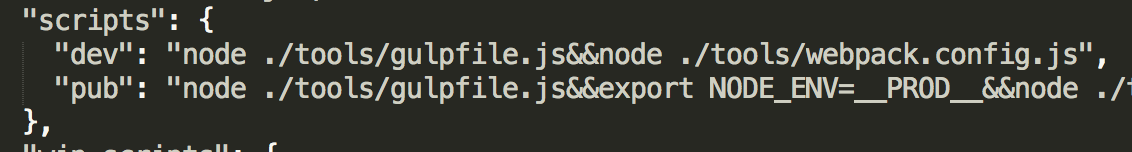 "scripts": {
"dev": "node ./tools/gulpfile.js&&node ./tools/webpack.config.js",
"pub": "node ./tools/gulpfile.js&&export NODE_ENV=__PROD__&&node ./
},
"win_scripts": {